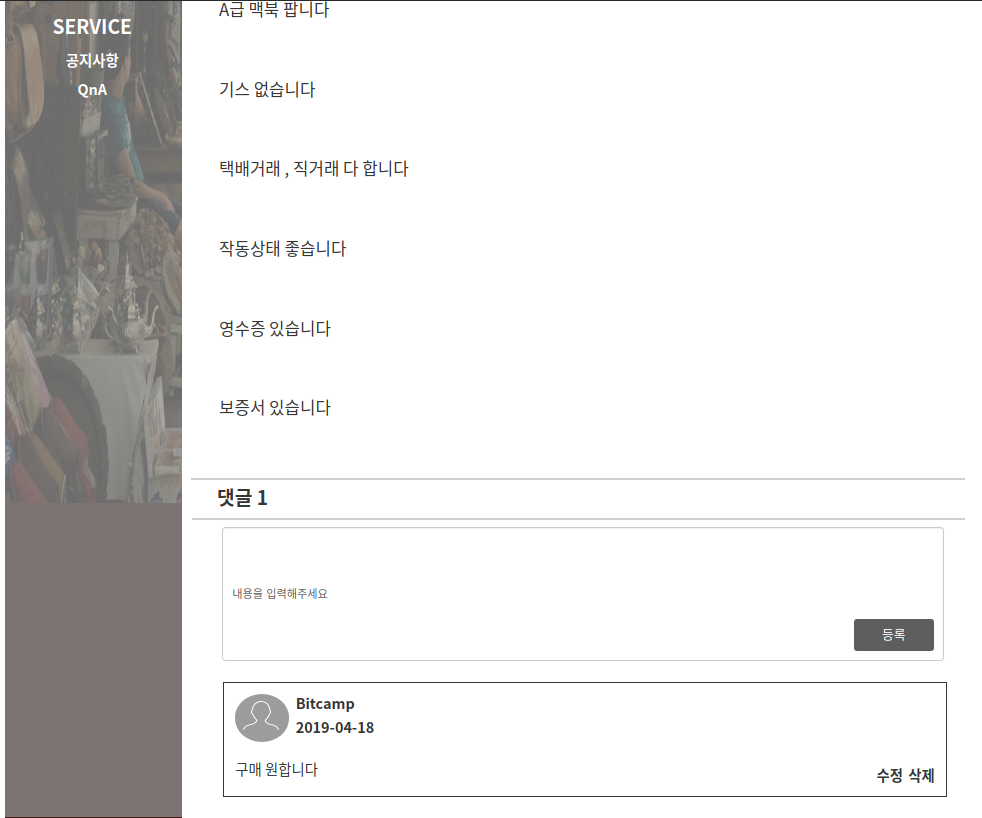 SERVICE
공지사항
QnA
A급 맥북 팝니다
기스 없습니다
택배거래 , 직거래 다 합니다
작동상태 좋습니다
영수증 있습니다
보증서 있습니다
댓글 1
내용을 입력해주세요
등록
Bitcamp
2019-04-18
구매 원합니다
수정 삭제